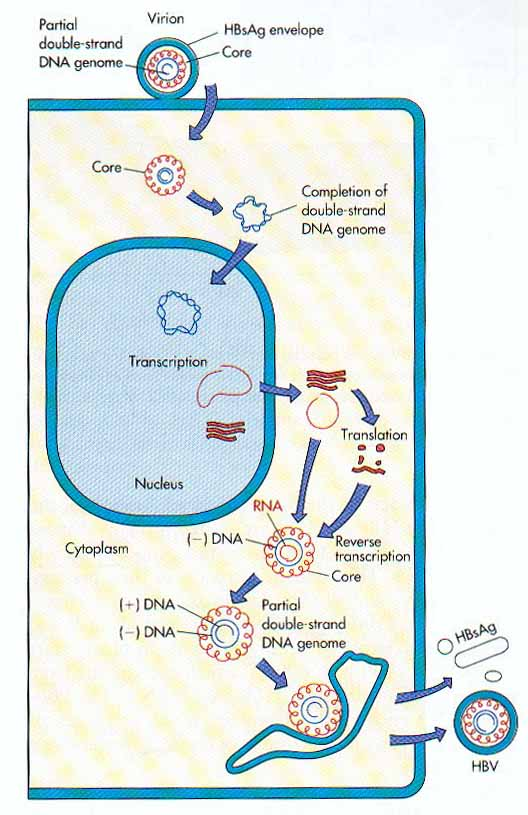 Virion
Partial
double-strand
DNA genome
HBsAg envelope
Core
Core
Completion of
double-strand
DNA genome
Transcription
Translation
Nucleus
RNA
(–) DNA
Reverse
transcription
Core
Cytoplasm
(+) DNA
(–) DNA
Partial
double-strand
DNA genome
HBsAg
HBV